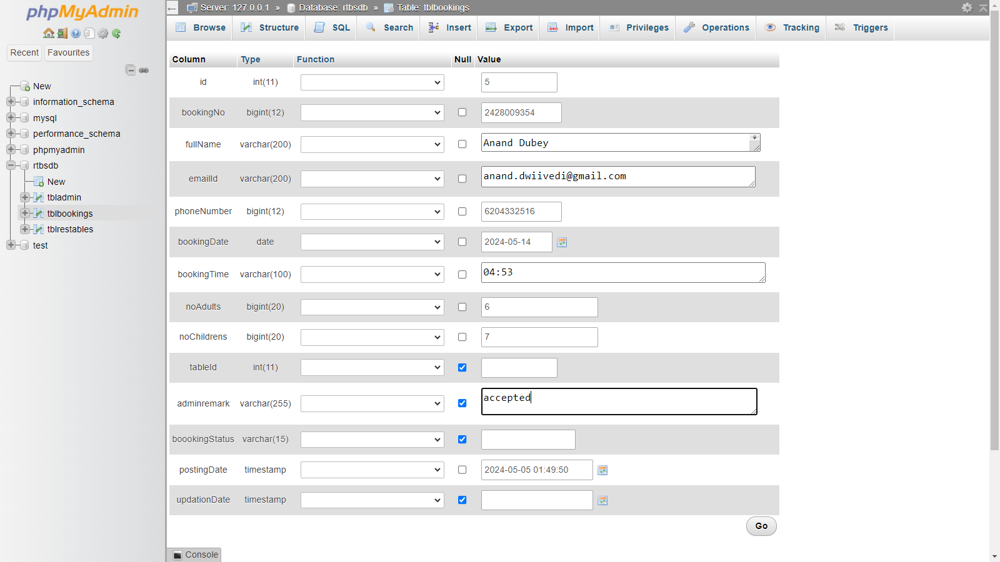 phpMyAdmin
Recent Favourites
New
information_schema
mysql
performance_schema
phpmyadmin
rtbsdb
New
tbladmin
tblbookings
tblrestables
test
← Server: 127.0.0.1 » Database: rtbsdb » Table: tblbookings
Browse Structure SQL Search Insert Export Import Privileges Operations Tracking Triggers
Column Type Function Null Value
id int(11) 5
bookingNo bigint(12) 2428009354
fullName varchar(200) Anand Dubey
emailId varchar(200) anand.dwiivedi@gmail.com
phoneNumber bigint(12) 6204332516
bookingDate date 2024-05-14
bookingTime varchar(100) 04:53
noAdults bigint(20) 6
noChildrens bigint(20) 7
tableId int(11)
adminremark varchar(255) accepted
boookingStatus varchar(15)
postingDate timestamp 2024-05-05 01:49:50
updationDate timestamp
Go
Console